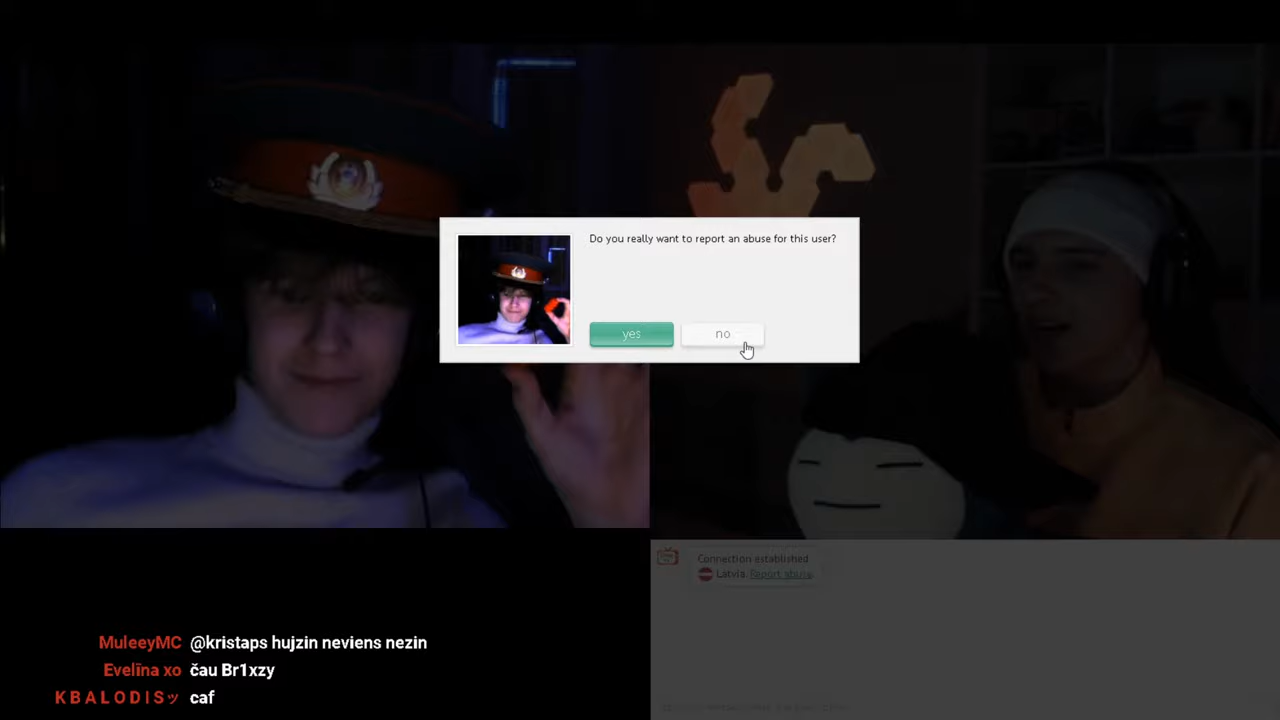 Do you really want to report an abuse for this user?
yes
no
Connection established
Latvia. Report abuse.
MuleeyMC @kristaps hujzin neviens nezin
Evelīna xo čau Br1xzy
K B A L O D I S ッ caf